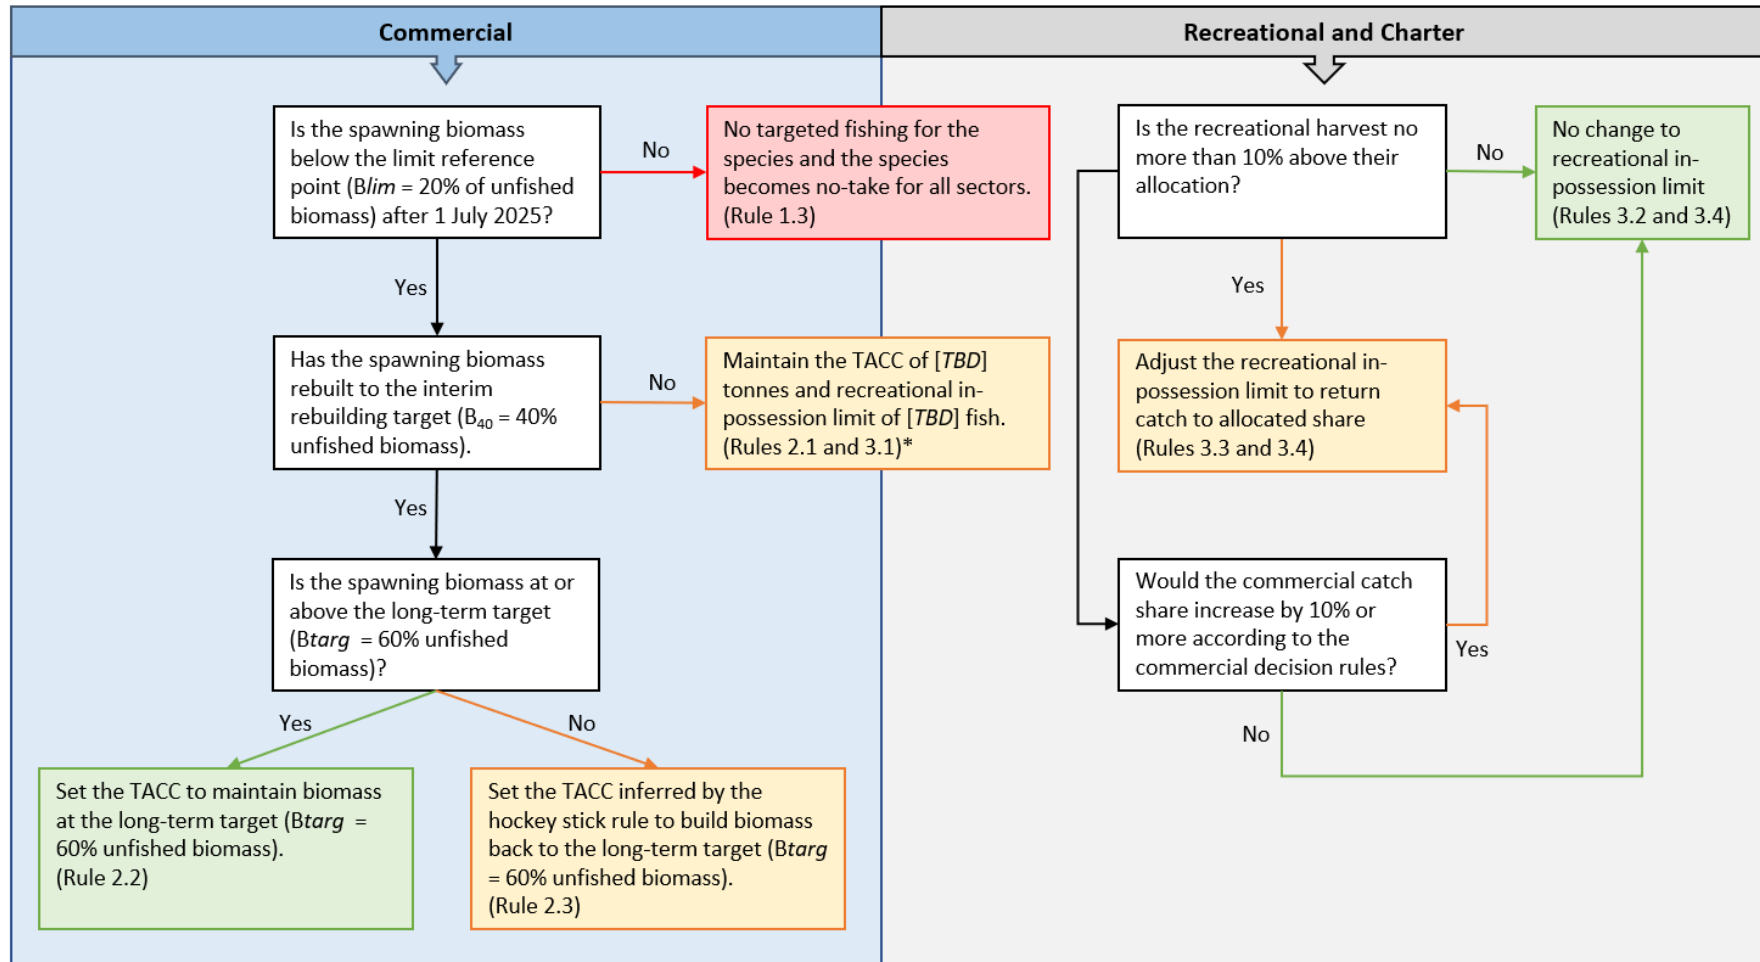 Commercial
Is the spawning biomass
below the limit reference
point (Blim = 20% of unfished
biomass) after 1 July 2025?
No
No targeted fishing for the
species and the species
becomes no-take for all sectors.
(Rule 1.3)
Yes
Has the spawning biomass
rebuilt to the interim
rebuilding target (B40 = 40%
unfished biomass).
No
Maintain the TACC of [TBD]
tonnes and recreational in-
possession limit of [TBD] fish.
(Rules 2.1 and 3.1)*
Yes
Is the spawning biomass at or
above the long-term target
(Btarg = 60% unfished
biomass)?
Yes
No
Set the TACC to maintain biomass
at the long-term target (Btarg =
60% unfished biomass).
(Rule 2.2)
Set the TACC inferred by the
hockey stick rule to build biomass
back to the long-term target (Btarg
= 60% unfished biomass).
(Rule 2.3)
Recreational and Charter
Is the recreational harvest no
more than 10% above their
allocation?
No
No change to
recreational in-
possession limit
(Rules 3.2 and 3.4)
Yes
Adjust the recreational in-
possession limit to return
catch to allocated share
(Rules 3.3 and 3.4)
Would the commercial catch
share increase by 10% or
more according to the
commercial decision rules?
Yes
No